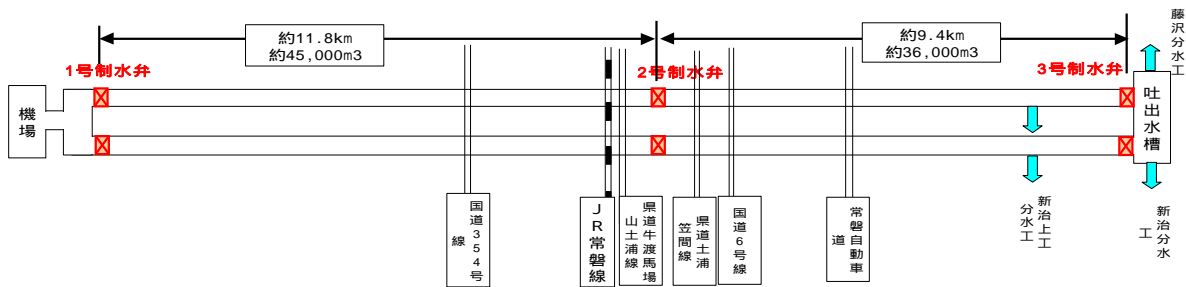 約11.8km
約45,000m3
約9.4km
約36,000m3
藤沢分水工
1号制水弁
2号制水弁
3号制水弁
機場
吐出水槽
国道354号
線
JR常磐線
県道牛渡馬場
山土浦線
県道土浦
笠間線
国道6号線
常磐自動車
道
新治上工
分水工
新治分水
工